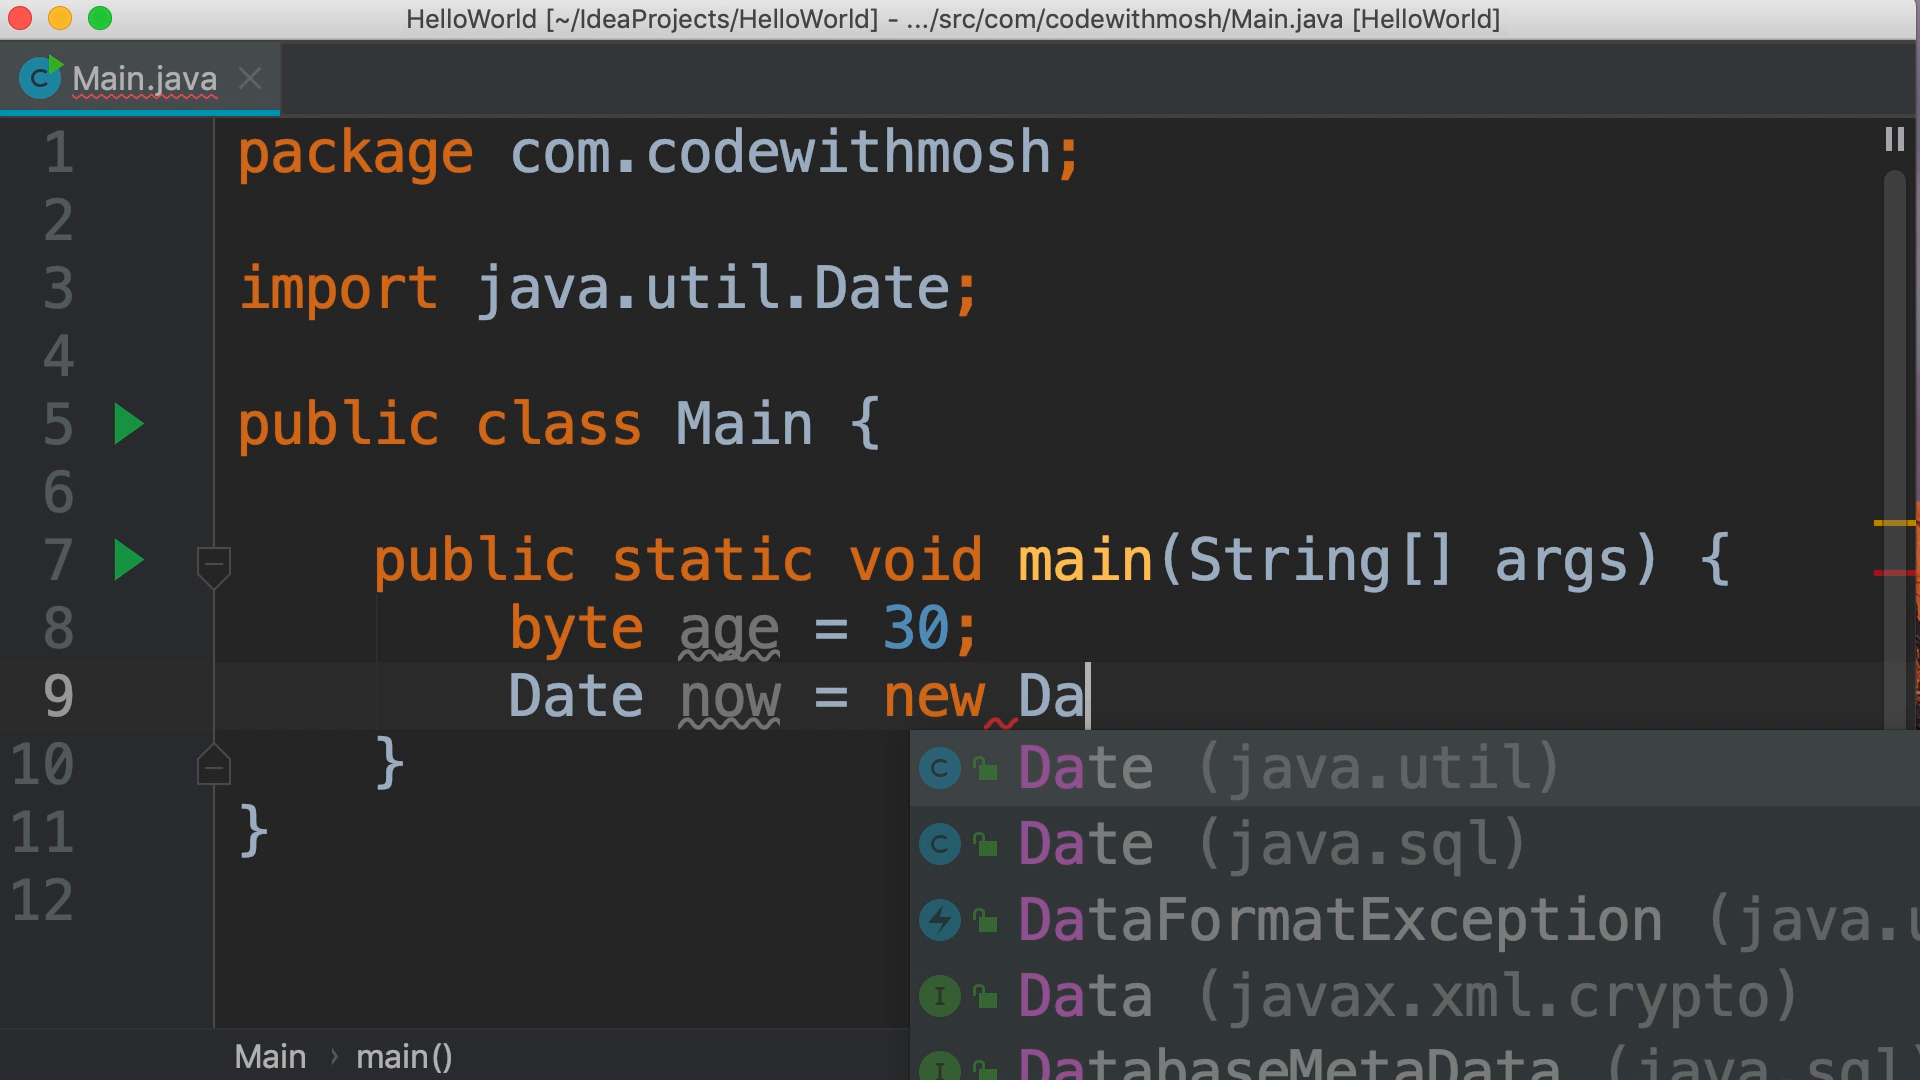 HelloWorld [~/IdeaProjects/HelloWorld] - .../src/com/codewithmosh/Main.java [HelloWorld]
Main.java
1 package com.codewithmosh;
2
3 import java.util.Date;
4
5 public class Main {
6
7 public static void main(String[] args) {
8 byte age = 30;
9 Date now = new Da
10 }
11 }
12
Date (java.util)
Date (java.sql)
DataFormatException (java.u
Data (javax.xml.crypto)
DatabaseMetaData (java.sql
Main › main()